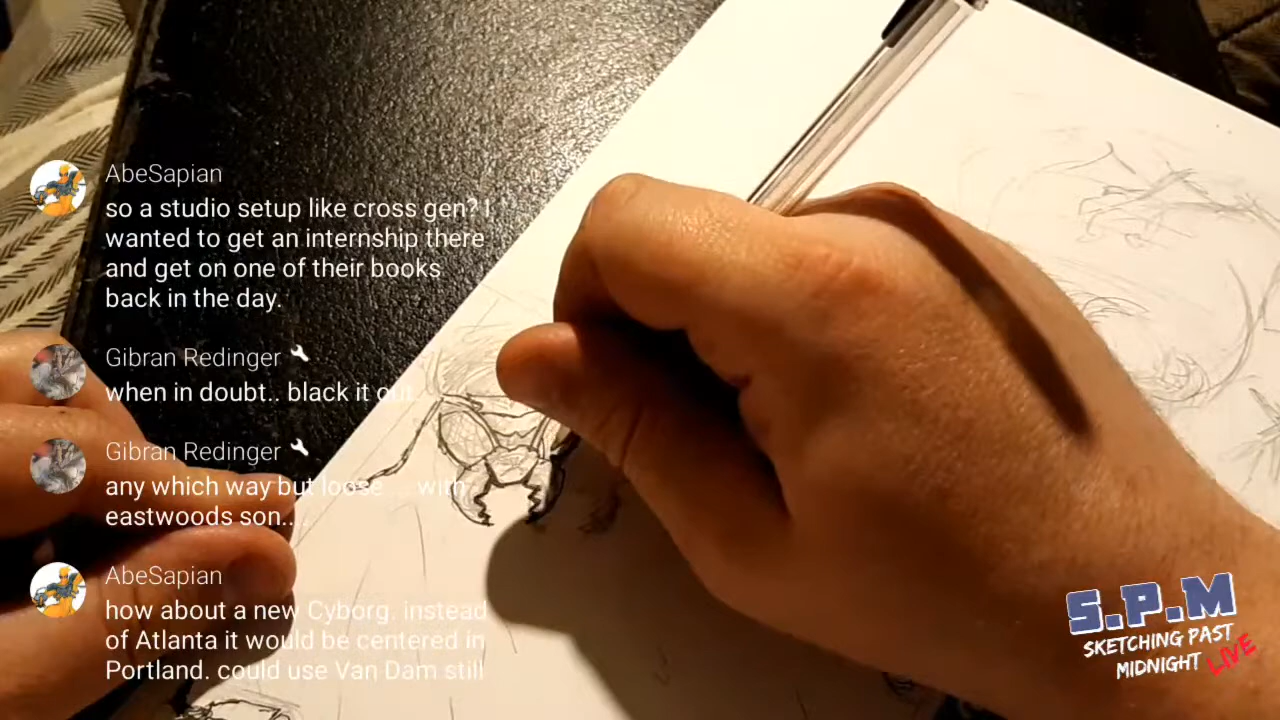 AbeSapian
so a studio setup like cross gen? I
wanted to get an internship there
and get on one of their books
back in the day.
Gibran Redinger
when in doubt.. black it out..
Gibran Redinger
any which way but loose.... with
eastwoods son....
AbeSapian
how about a new Cyborg. instead
of Atlanta it would be centered in
Portland. could use Van Dam still
S.P.M
SKETCHING PAST
MIDNIGHT LIVE